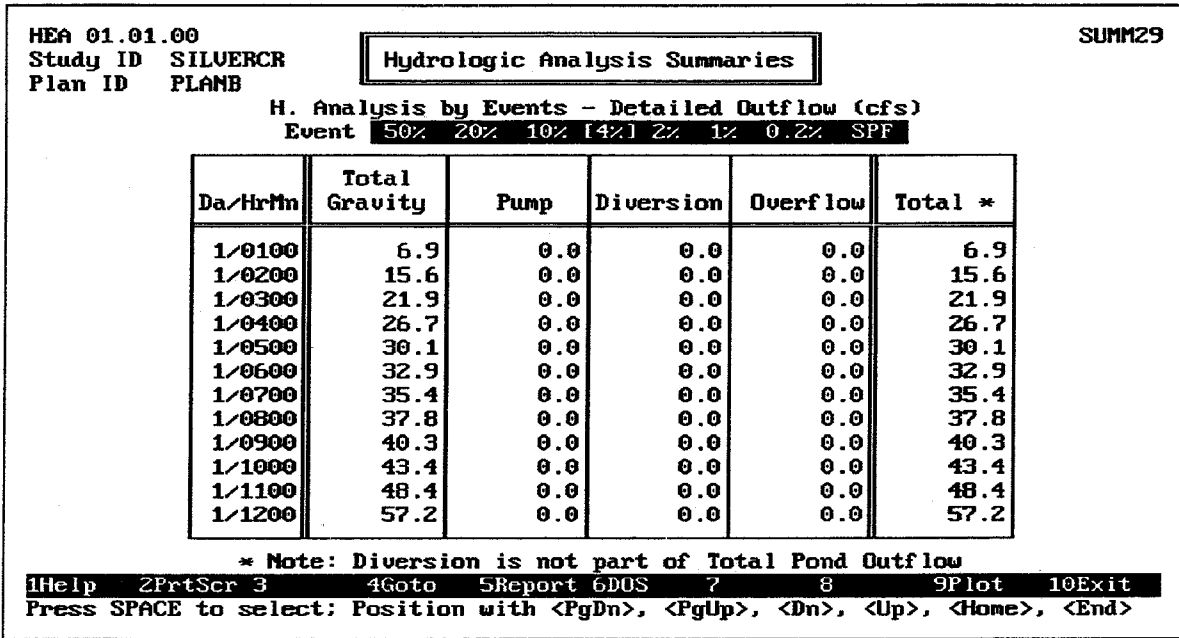 HEA 01.01.00 SUMM29
Study ID SILVERCR Hydrologic Analysis Summaries
Plan ID PLANB
H. Analysis by Events - Detailed Outflow (cfs)
Event 50% 20% 10% [4%] 2% 1% 0.2% SPF
Total
Da/HrMn Gravity Pump Diversion Overflow Total *
1/0100 6.9 0.0 0.0 0.0 6.9
1/0200 15.6 0.0 0.0 0.0 15.6
1/0300 21.9 0.0 0.0 0.0 21.9
1/0400 26.7 0.0 0.0 0.0 26.7
1/0500 30.1 0.0 0.0 0.0 30.1
1/0600 32.9 0.0 0.0 0.0 32.9
1/0700 35.4 0.0 0.0 0.0 35.4
1/0800 37.8 0.0 0.0 0.0 37.8
1/0900 40.3 0.0 0.0 0.0 40.3
1/1000 43.4 0.0 0.0 0.0 43.4
1/1100 48.4 0.0 0.0 0.0 48.4
1/1200 57.2 0.0 0.0 0.0 57.2
* Note: Diversion is not part of Total Pond Outflow
1Help 2PrtScr 3 4Goto 5Report 6DOS 7 8 9Plot 10Exit
Press SPACE to select; Position with <PgDn>, <PgUp>, <Dn>, <Up>, <Home>, <End>